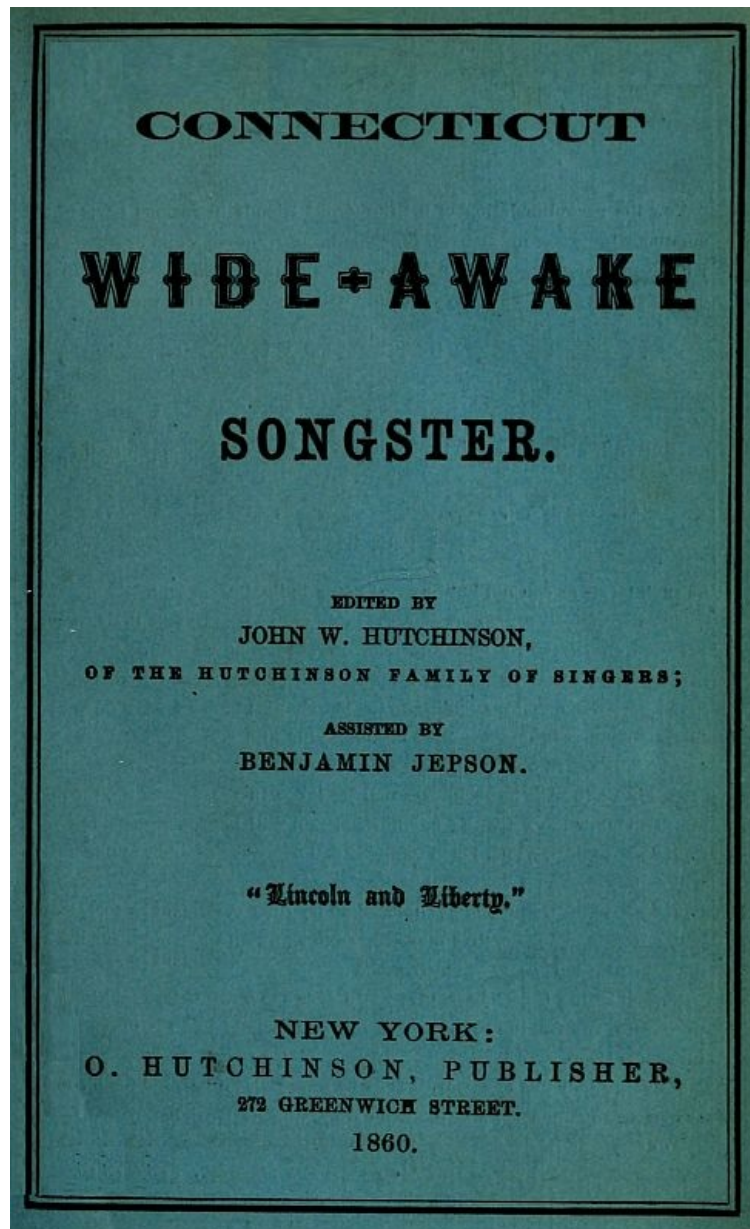 CONNECTICUT
WIDE-AWAKE
SONGSTER.
EDITED BY
JOHN W. HUTCHINSON,
OF THE HUTCHINSON FAMILY OF SINGERS;
ASSISTED BY
BENJAMIN JEPSON.
"Lincoln and Liberty."
NEW YORK:
O. HUTCHINSON, PUBLISHER,
272 GREENWICH STREET.
1860.